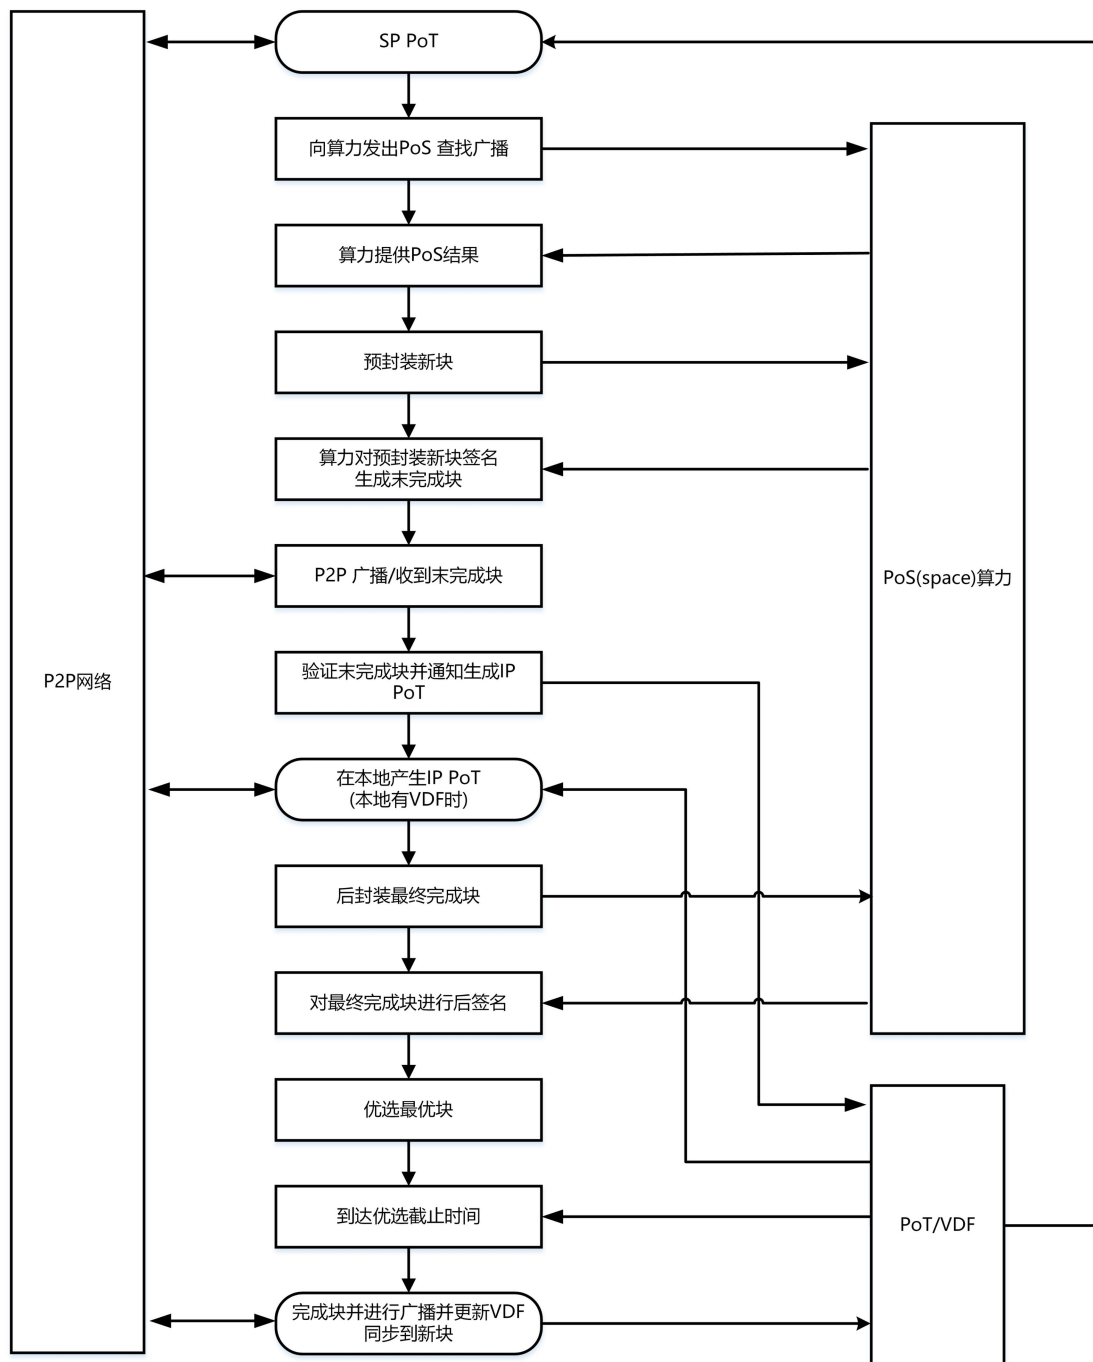 SP PoT
向算力发出PoS 查找广播
算力提供PoS结果
预封装新块
算力对预封装新块签名
生成末完成块
P2P 广播/收到末完成块
PoS(space)算力
P2P网络
验证末完成块并通知生成IP
PoT
在本地产生IP PoT
(本地有VDF时)
后封装最终完成块
对最终完成块进行后签名
优选最优块
到达优选截止时间
PoT/VDF
完成块并进行广播并更新VDF
同步到新块